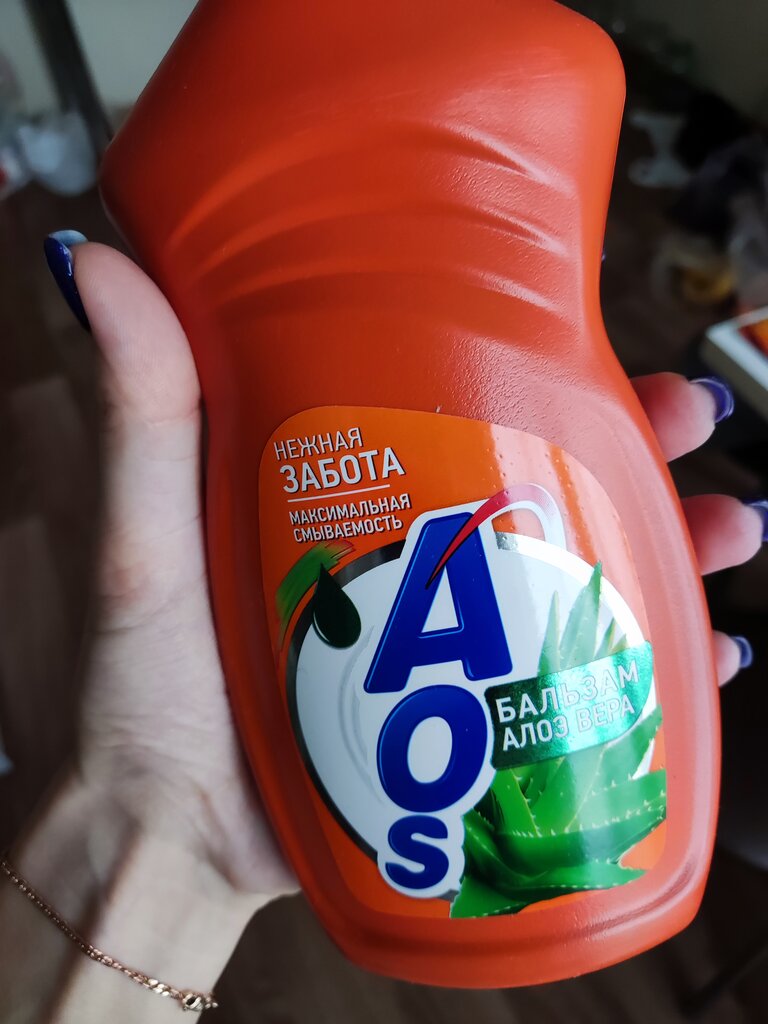 НЕЖНАЯ
ЗАБОТА
МАКСИМАЛЬНАЯ
СМЫВАЕМОСТЬ
AOS
БАЛЬЗАМ
АЛОЭ ВЕРА